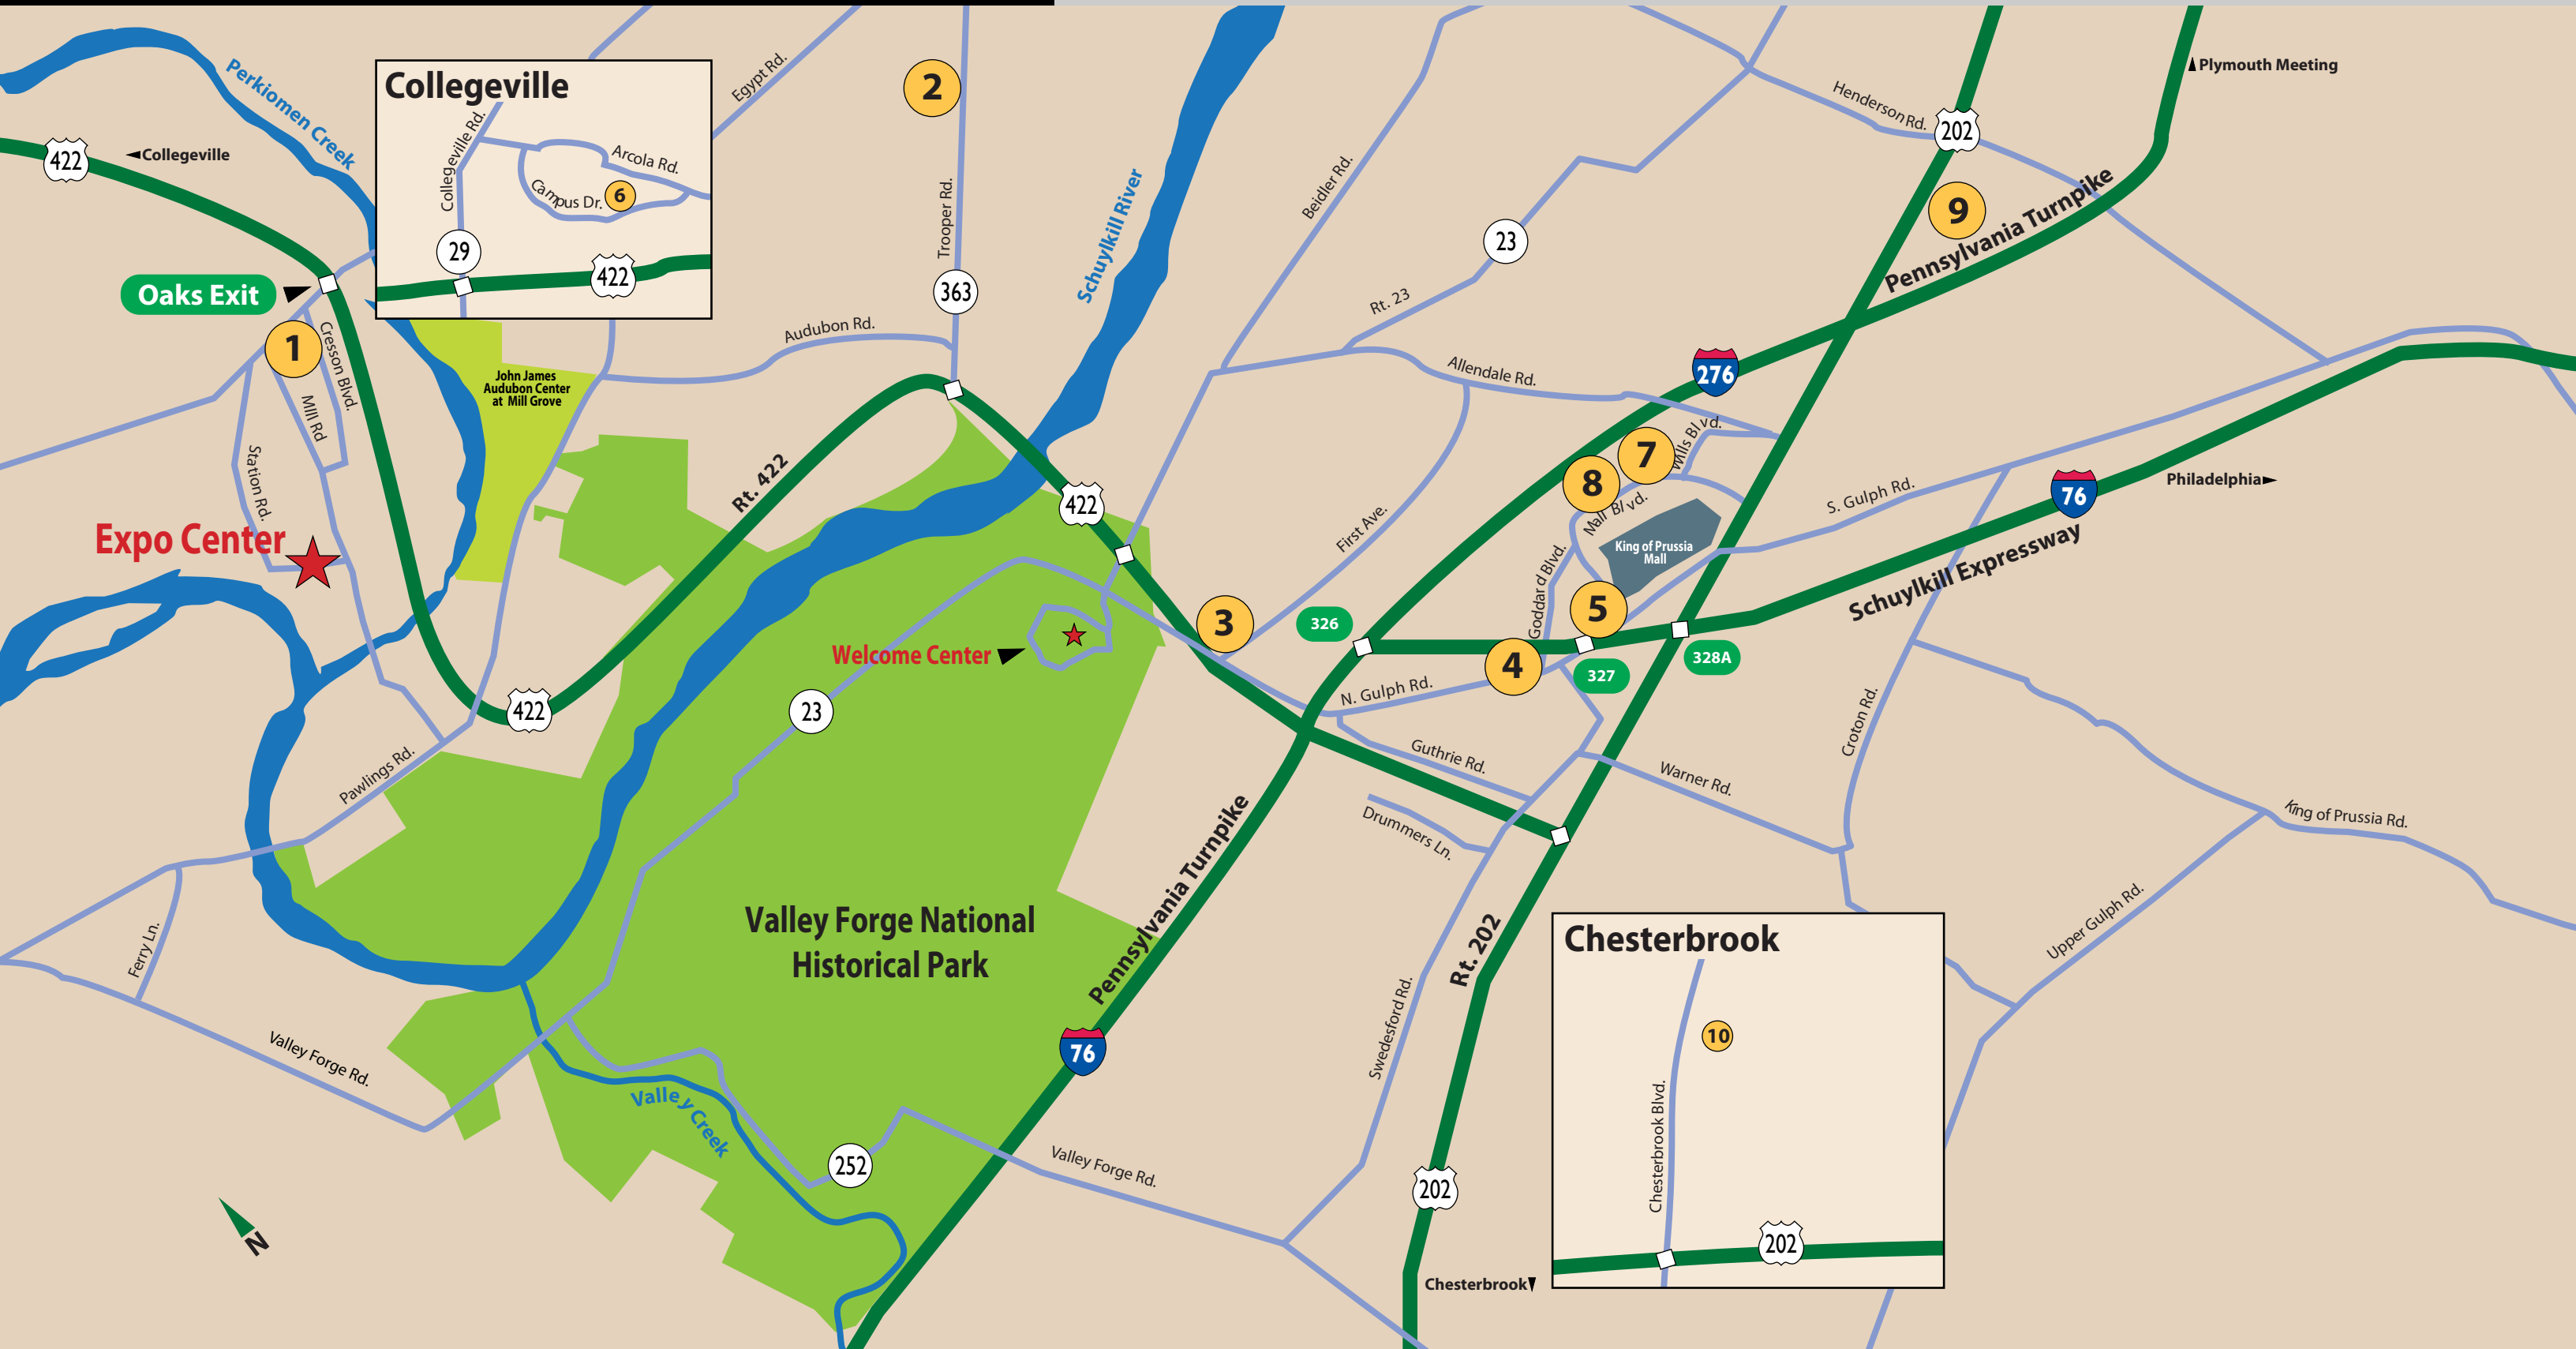 Plymouth Meeting
Perkiomen Creek
Collegeville
Egypt Rd.
2
Henderson Rd.
202
422
Collegeville
Collegeville Rd.
Arcola Rd.
Campus Dr.
6
29
422
Trooper Rd.
363
Schuylkill River
Beidler Rd.
23
Rt. 23
9
Pennsylvania Turnpike
Oaks Exit
1
Cresson Blvd.
Mill Rd
Station Rd.
Audubon Rd.
John James
Audubon Center
at Mill Grove
Allendale Rd.
276
Rt. 422
422
First Ave.
7
8
Wills Blvd.
Mall Blvd.
King of Prussia
Mall
S. Gulph Rd.
76
Philadelphia
Schuylkill Expressway
Expo Center
Goddard Blvd.
5
3
326
4
327
328A
Welcome Center
23
422
N. Gulph Rd.
Guthrie Rd.
Warner Rd.
Croton Rd.
Pawlings Rd.
Drummers Ln.
King of Prussia Rd.
Valley Forge National
Historical Park
Pennsylvania Turnpike
Rt. 202
Upper Gulph Rd.
Ferry Ln.
Valley Forge Rd.
76
Swedesford Rd.
Chesterbrook
10
Chesterbrook Blvd.
202
Valley Creek
252
Valley Forge Rd.
202
N
Chesterbrook